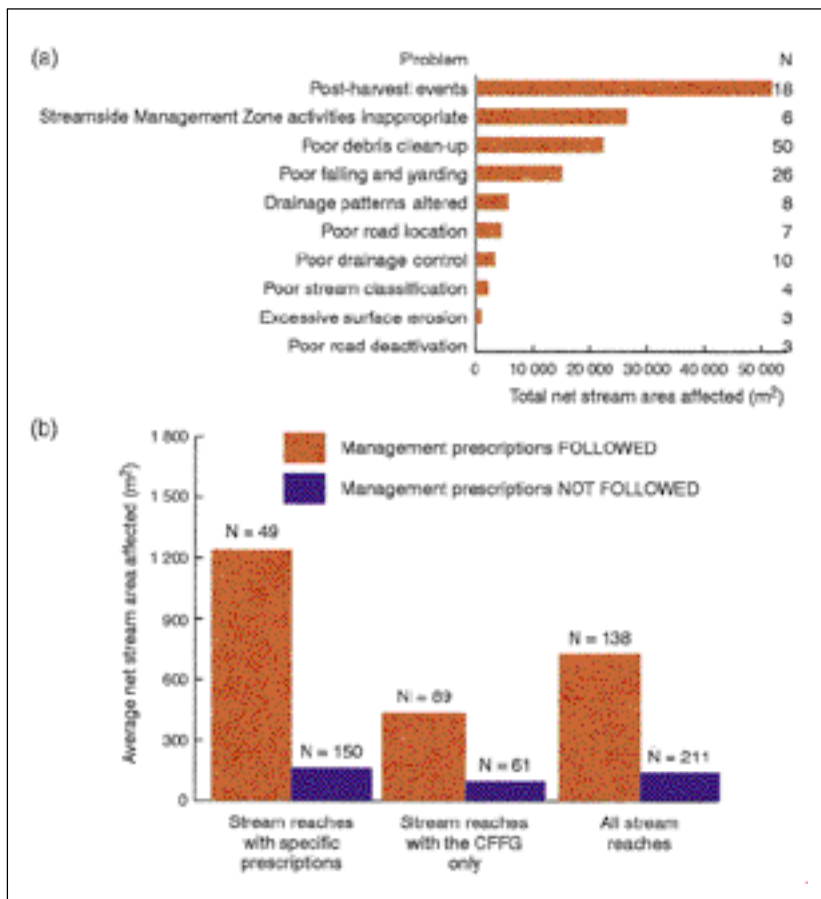 (a)
Problem N
Post-harvest events 18
Streamside Management Zone activities inappropriate 6
Poor debris clean-up 50
Poor falling and yarding 26
Drainage patterns altered 8
Poor road location 7
Poor drainage control 10
Poor stream classification 4
Excessive surface erosion 3
Poor road deactivation 3
0 10 000 20 000 30 000 40 000 50 000
Total net stream area affected (m²)
(b)
Average net stream area affected (m²)
1 800
1 500
1 200
900
600
300
0
Management prescriptions FOLLOWED
Management prescriptions NOT FOLLOWED
N = 49
N = 150
N = 89
N = 61
N = 138
N = 211
Stream reaches
with specific
prescriptions
Stream reaches
with the CFFG
only
All stream
reaches